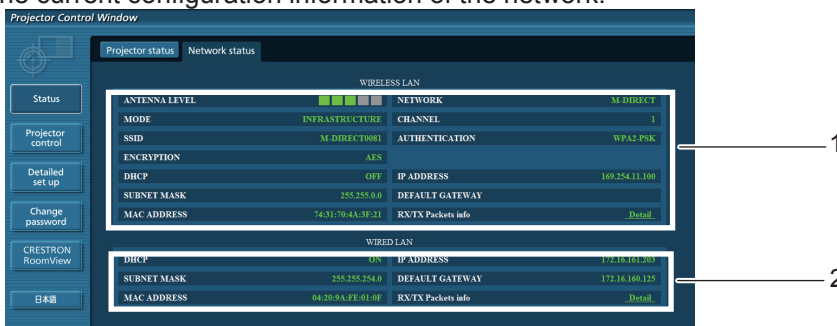 The current configuration information of the network.
Projector Control Window
Projector status Network status
WIRELESS LAN
Status
ANTENNA LEVEL NETWORK M-DIRECT
MODE INFRASTRUCTURE CHANNEL 1
SSID M-DIRECT0081 AUTHENTICATION WPA2-PSK
Projector control
1
ENCRYPTION AES
Detailed set up
DHCP OFF IP ADDRESS 169.254.11.100
SUBNET MASK 255.255.0.0 DEFAULT GATEWAY
Change password
MAC ADDRESS 74:31:70:4A:3F:21 RX/TX Packets info Detail
WIRED LAN
CRESTRON RoomView
DHCP ON IP ADDRESS 172.16.161.203
SUBNET MASK 255.255.254.0 DEFAULT GATEWAY 172.16.160.125
2
日本語
MAC ADDRESS 04:20:9A:FE:01:0F RX/TX Packets info Detail